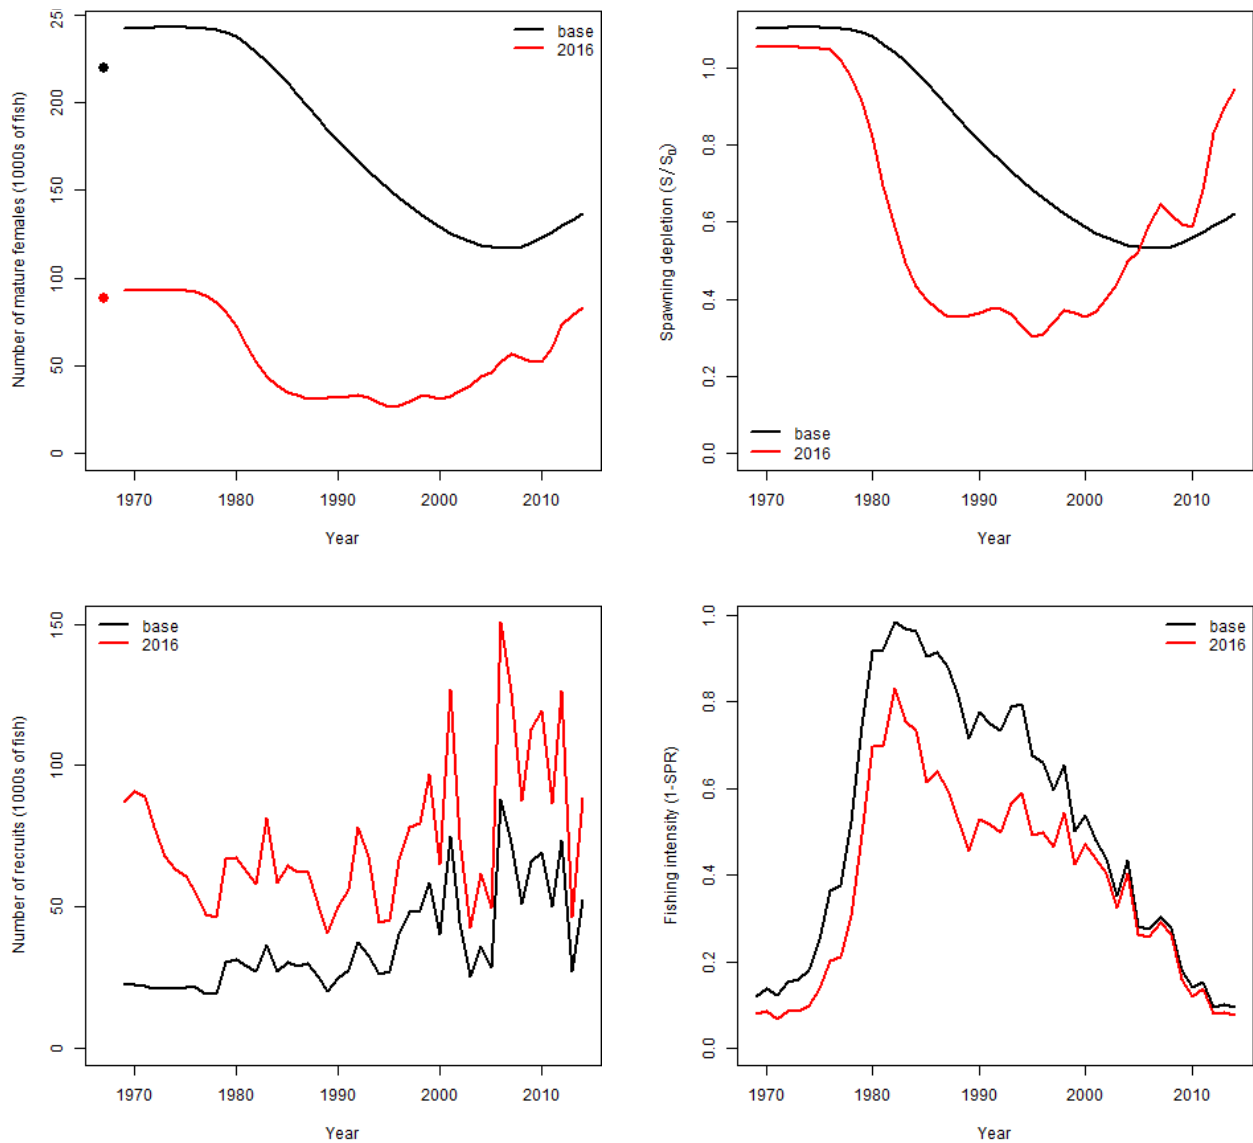 Number of mature females (1000s of fish)
0
50
100
150
200
25
base
2016
1970 1980 1990 2000 2010
Year
Spawning depletion (S/S0)
0.0
0.2
0.4
0.6
0.8
1.0
base
2016
1970 1980 1990 2000 2010
Year
Number of recruits (1000s of fish)
0
50
100
150
base
2016
1970 1980 1990 2000 2010
Year
Fishing intensity (1-SPR)
0.0
0.2
0.4
0.6
0.8
1.0
base
2016
1970 1980 1990 2000 2010
Year